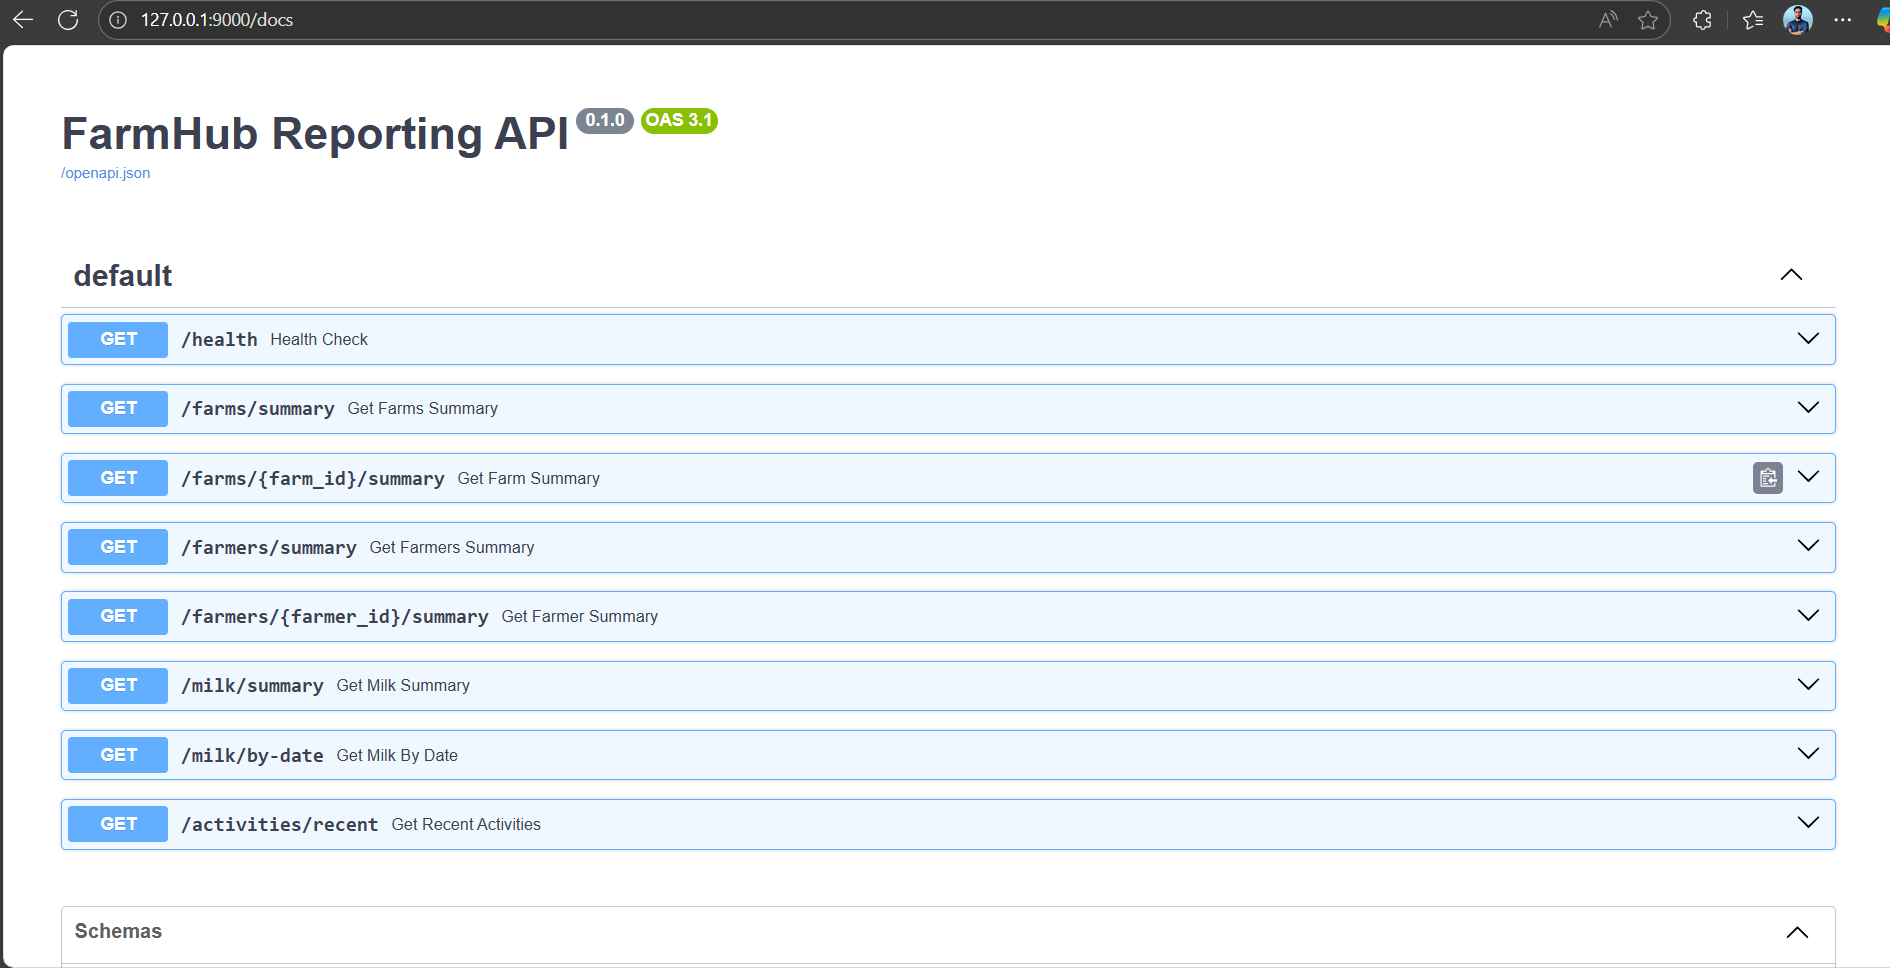 127.0.0.1:9000/docs
FarmHub Reporting API 0.1.0 OAS 3.1
/openapi.json
default
GET /health Health Check
GET /farms/summary Get Farms Summary
GET /farms/{farm_id}/summary Get Farm Summary
GET /farmers/summary Get Farmers Summary
GET /farmers/{farmer_id}/summary Get Farmer Summary
GET /milk/summary Get Milk Summary
GET /milk/by-date Get Milk By Date
GET /activities/recent Get Recent Activities
Schemas